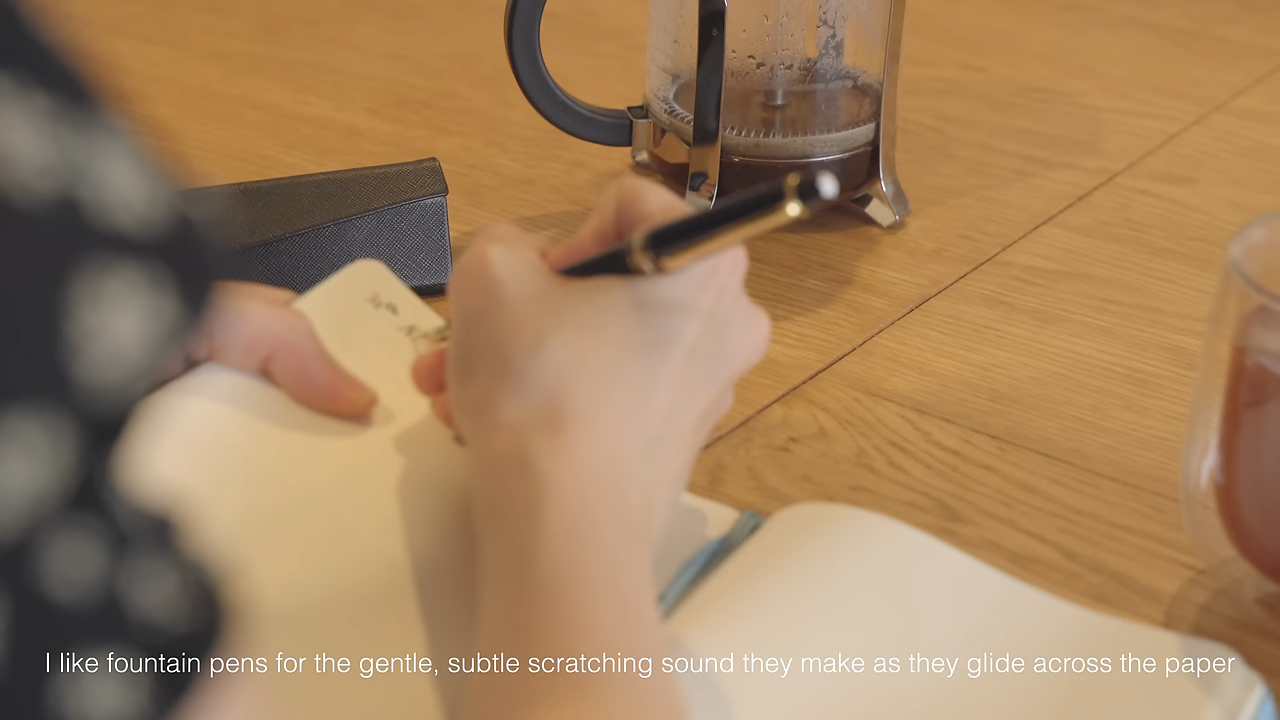 I like fountain pens for the gentle, subtle scratching sound they make as they glide across the paper